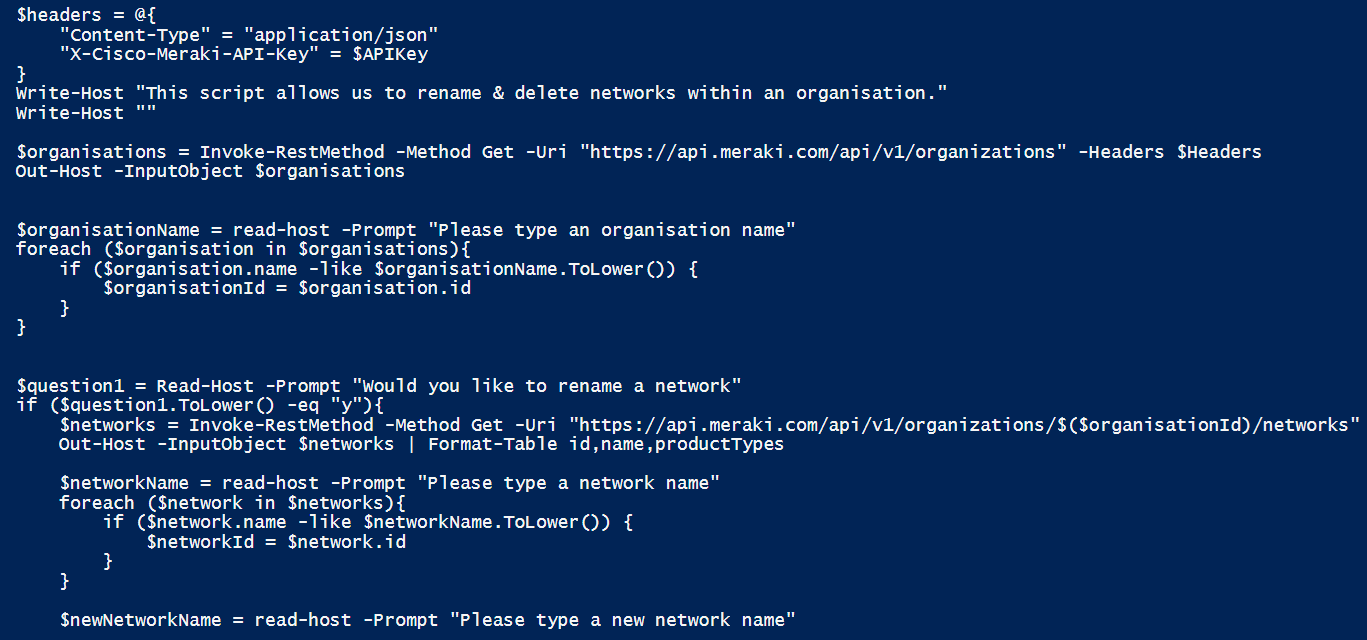 $headers = @{
    "Content-Type" = "application/json"
    "X-Cisco-Meraki-API-Key" = $APIKey
}
Write-Host "This script allows us to rename & delete networks within an organisation."
Write-Host ""
$organisations = Invoke-RestMethod -Method Get -Uri "https://api.meraki.com/api/v1/organizations" -Headers $Headers
Out-Host -InputObject $organisations
$organisationName = read-host -Prompt "Please type an organisation name"
foreach ($organisation in $organisations){
    if ($organisation.name -like $organisationName.ToLower()) {
        $organisationId = $organisation.id
    }
}
$question1 = Read-Host -Prompt "Would you like to rename a network"
if ($question1.ToLower() -eq "y"){
    $networks = Invoke-RestMethod -Method Get -Uri "https://api.meraki.com/api/v1/organizations/$($organisationId)/networks"
    Out-Host -InputObject $networks | Format-Table id,name,productTypes
    $networkName = read-host -Prompt "Please type a network name"
    foreach ($network in $networks){
        if ($network.name -like $networkName.ToLower()) {
            $networkId = $network.id
        }
    }
    $newNetworkName = read-host -Prompt "Please type a new network name"